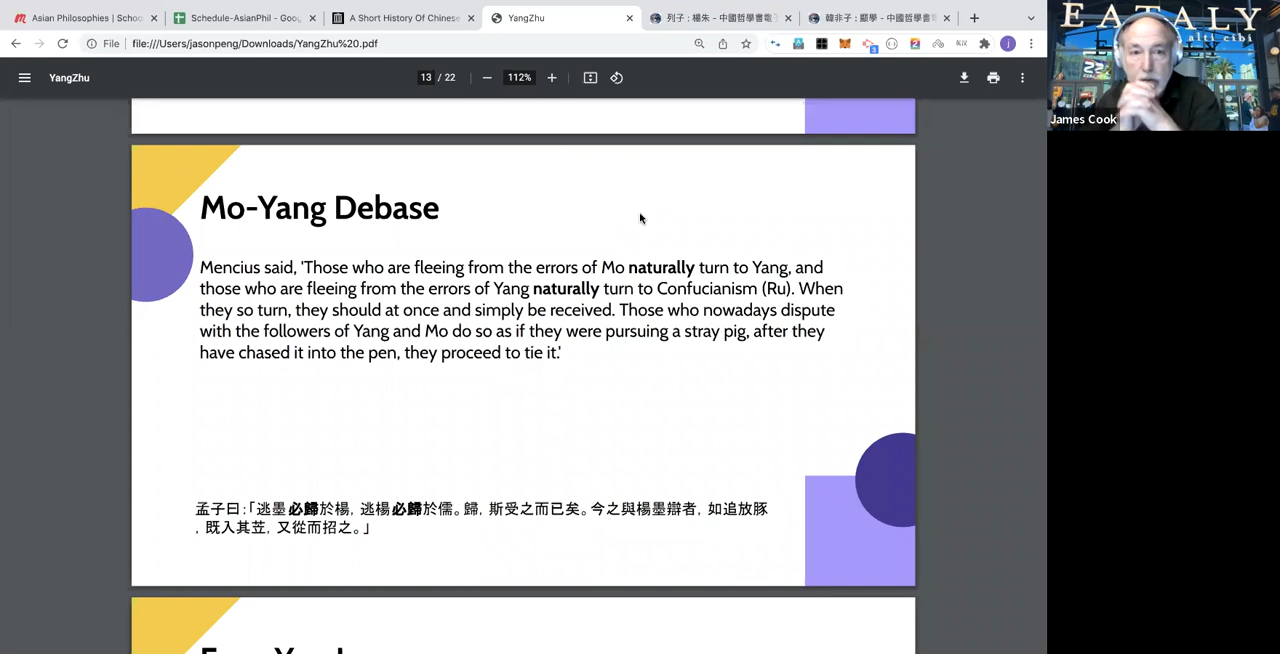 Asian Philosophies | Schoo
Schedule-AsianPhil - Goog
A Short History Of Chinese
YangZhu
列子 : 楊朱 - 中國哲學書電子
韓非子 : 顯學 - 中國哲學書電
File
file:///Users/jasonpeng/Downloads/YangZhu%20.pdf
YangZhu
13 / 22
112%
EATALY
alti cibi
James Cook
Mo-Yang Debase
Mencius said, 'Those who are fleeing from the errors of Mo naturally turn to Yang, and
those who are fleeing from the errors of Yang naturally turn to Confucianism (Ru). When
they so turn, they should at once and simply be received. Those who nowadays dispute
with the followers of Yang and Mo do so as if they were pursuing a stray pig, after they
have chased it into the pen, they proceed to tie it.'
孟子曰：「逃墨必歸於楊，逃楊必歸於儒。歸，斯受之而已矣。今之與楊墨辯者，如追放豚
，既入其苙，又從而招之。」